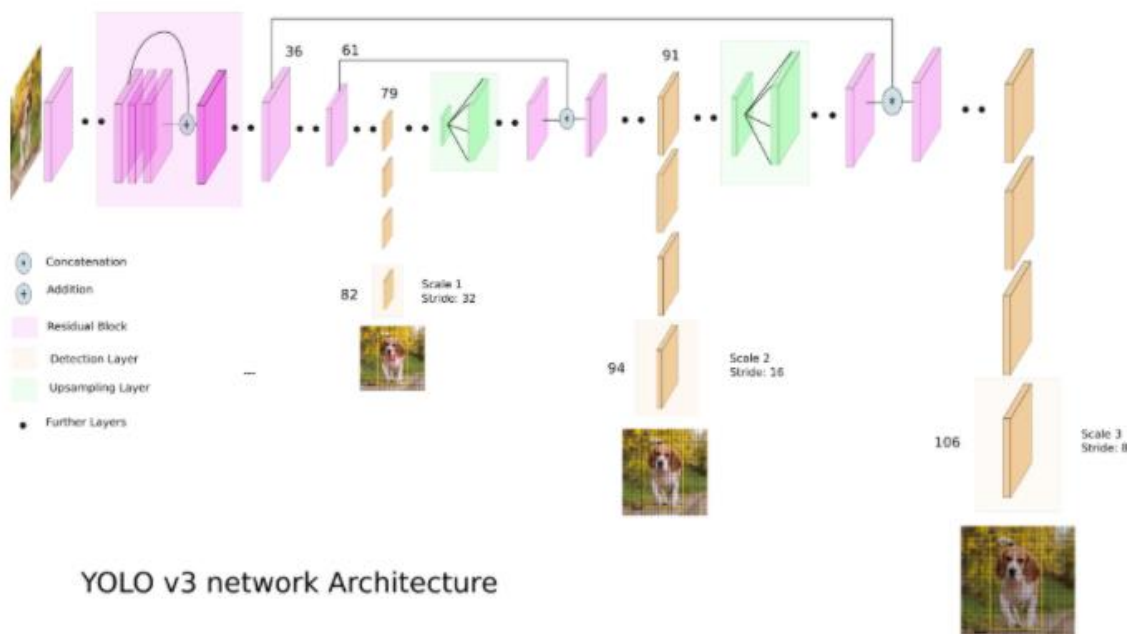 36
61
91
79
Concatenation
Addition
Residual Block
Detection Layer
Upsampling Layer
Further Layers
82
Scale 1
Stride: 32
94
Scale 2
Stride: 16
106
Scale 3
Stride: 8
YOLO v3 network Architecture